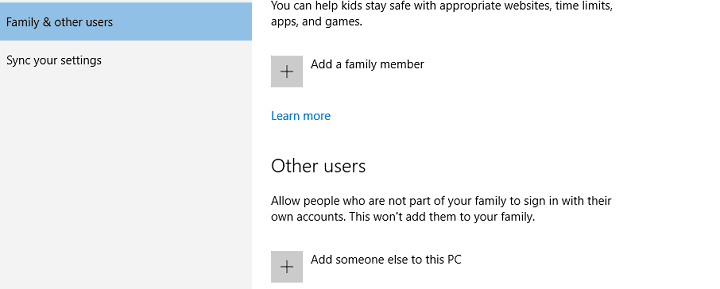 Family & other users
Sync your settings
You can help kids stay safe with appropriate websites, time limits,
apps, and games.
Add a family member
Learn more
Other users
Allow people who are not part of your family to sign in with their
own accounts. This won't add them to your family.
Add someone else to this PC